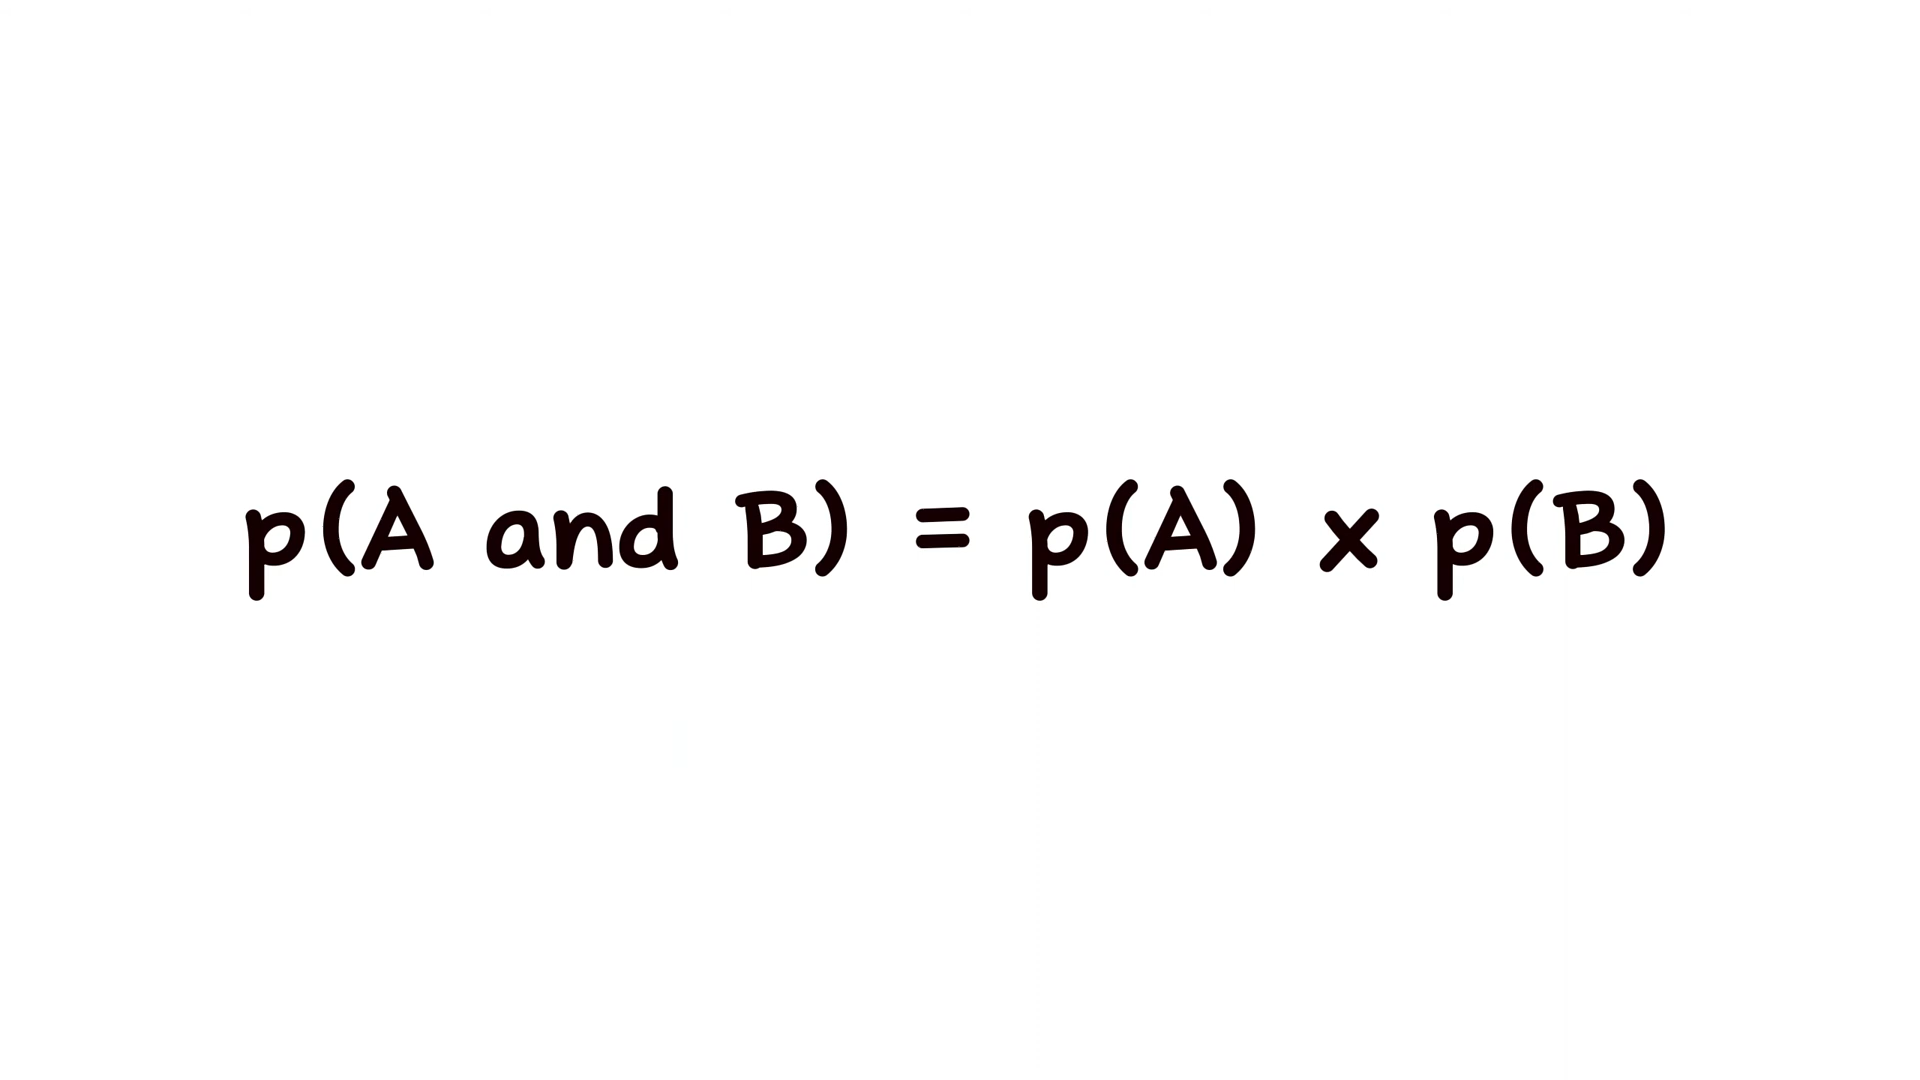 p(A and B) = p(A) x p(B)